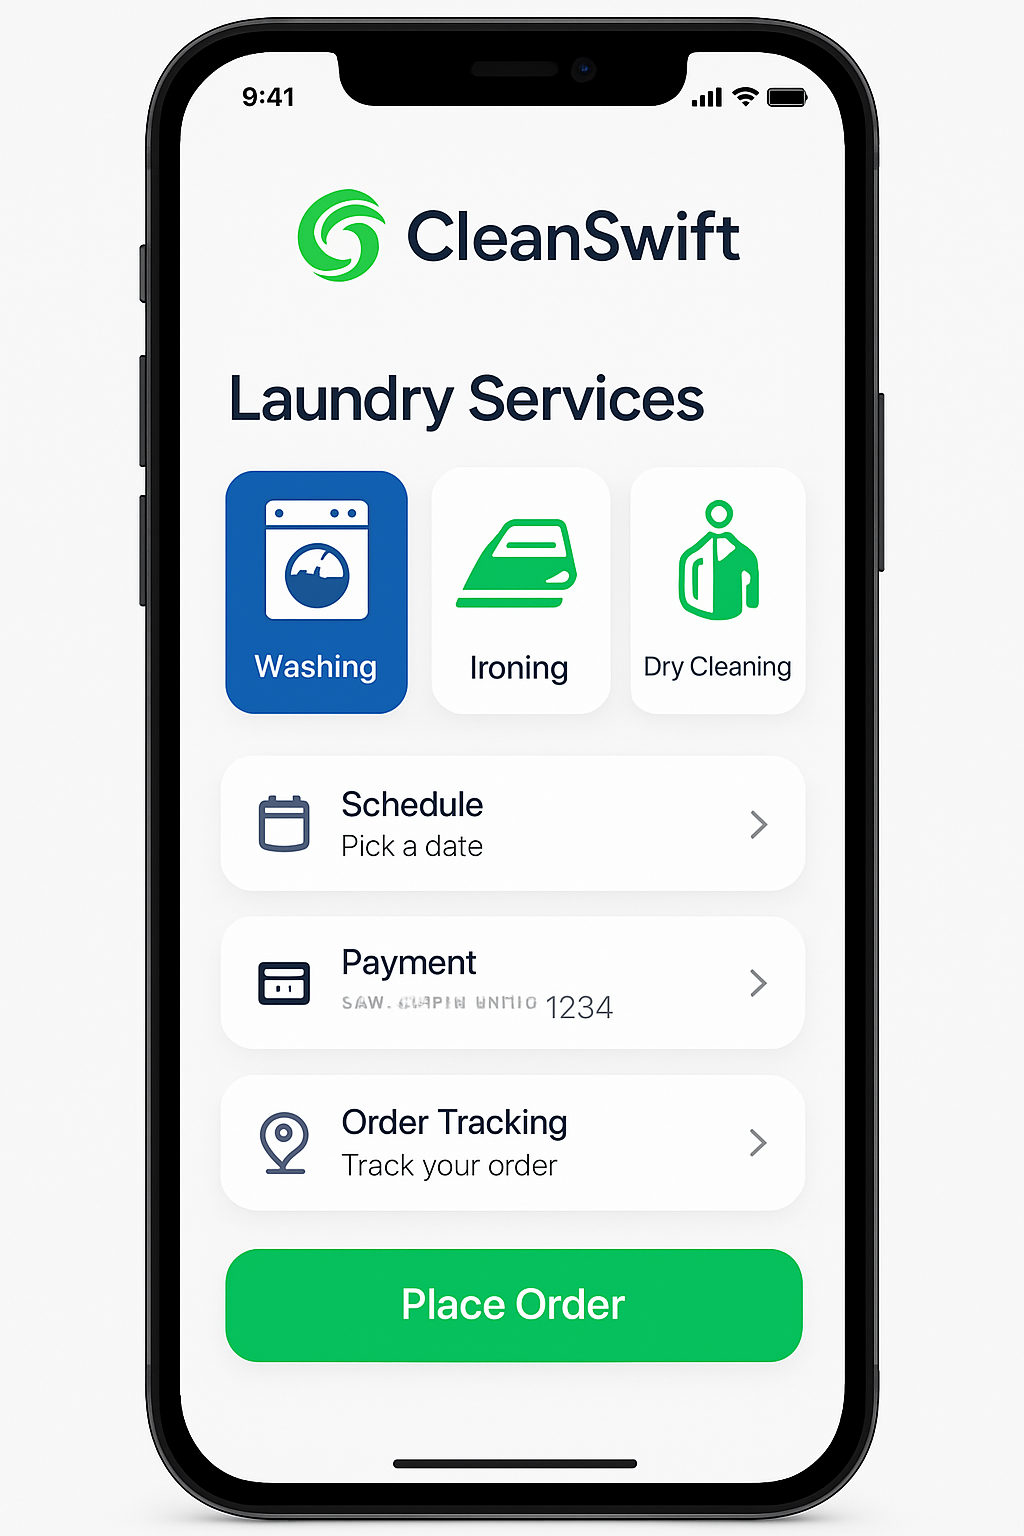 9:41
CleanSwift
Laundry Services
Washing
Ironing
Dry Cleaning
Schedule
Pick a date
Payment
1234
Order Tracking
Track your order
Place Order